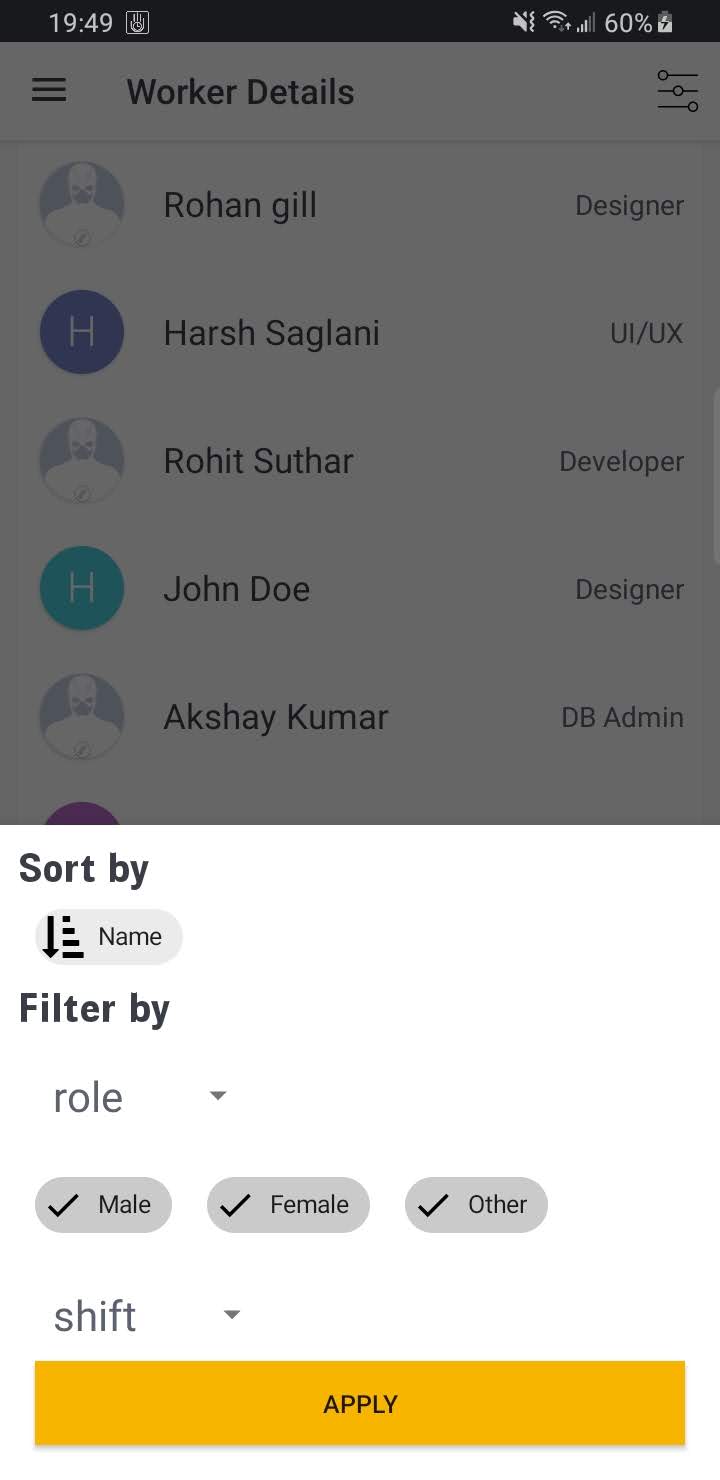 19:49 60%
Worker Details
Rohan gill Designer
H Harsh Saglani UI/UX
Rohit Suthar Developer
H John Doe Designer
Akshay Kumar DB Admin
Sort by
Name
Filter by
role
Male Female Other
shift
APPLY